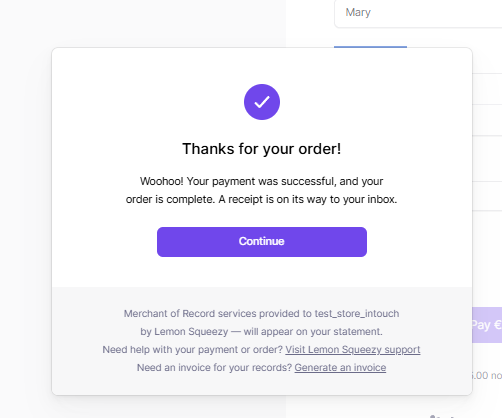 Mary
Thanks for your order!
Woohoo! Your payment was successful, and your
order is complete. A receipt is on its way to your inbox.
Continue
Merchant of Record services provided to test_store_intouch
by Lemon Squeezy — will appear on your statement.
Pay €
Need help with your payment or order? Visit Lemon Squeezy support
Need an invoice for your records? Generate an invoice
5.00 no